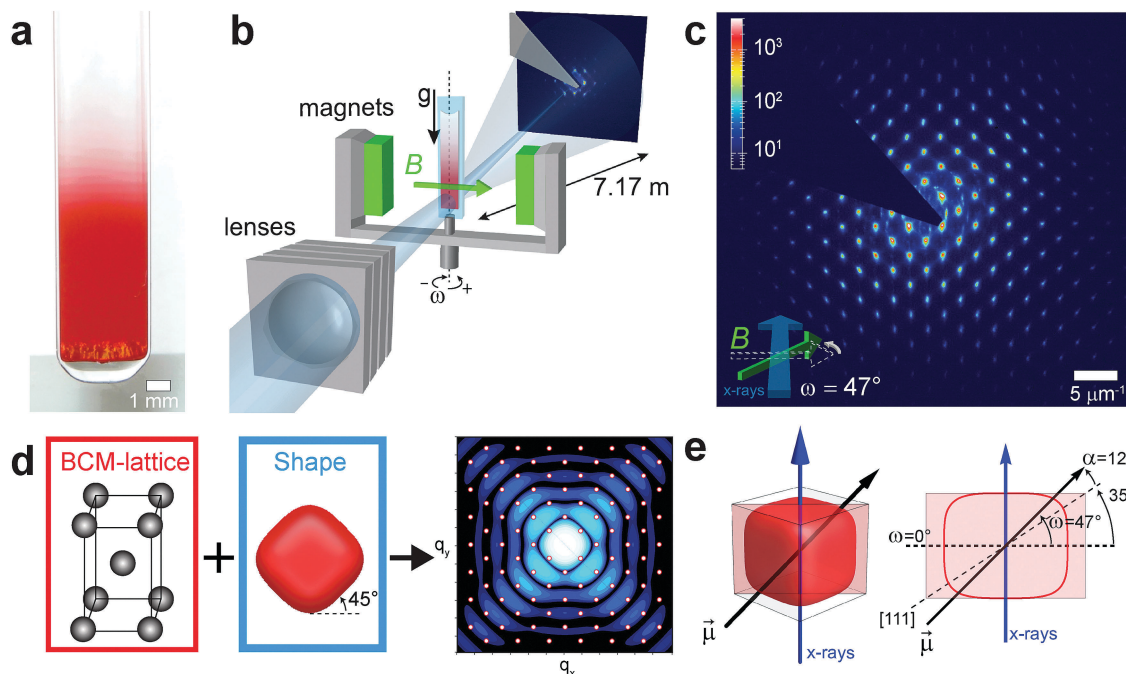 a
1 mm
b
magnets
g
B
7.17 m
lenses
- ω +
c
10³
10²
10¹
B
x-rays
ω = 47°
5 μm⁻¹
d
BCM-lattice
Shape
45°
q_y
q_x
e
μ⃗
x-rays
α=12
35
ω=47°
ω=0°
[111]
μ⃗
x-rays